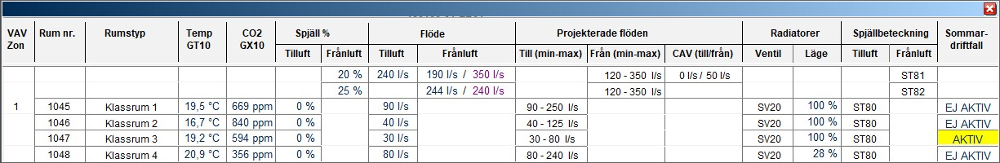 VAV Zon Rum nr. Rumstyp Temp GT10 CO2 GX10 Spjäll % Flöde Projekterade flöden Radiatorer Spjällbeteckning Sommar-driftfall
Tilluft Frånluft Tilluft Frånluft Till (min-max) Från (min-max) CAV (till/från) Ventil Läge Tilluft Frånluft
20 % 240 l/s 190 l/s / 350 l/s 120 - 350 l/s 0 l/s / 50 l/s ST81
25 % 244 l/s / 240 l/s 120 - 350 l/s ST82
1 1045 Klassrum 1 19,5 °C 669 ppm 0 % 90 l/s 90 - 250 l/s SV20 100 % ST80 EJ AKTIV
1046 Klassrum 2 16,7 °C 840 ppm 0 % 40 l/s 40 - 125 l/s SV20 100 % ST80 EJ AKTIV
1047 Klassrum 3 19,2 °C 594 ppm 0 % 30 l/s 30 - 80 l/s SV20 100 % ST80 AKTIV
1048 Klassrum 4 20,9 °C 356 ppm 0 % 80 l/s 80 - 240 l/s SV20 28 % ST80 EJ AKTIV